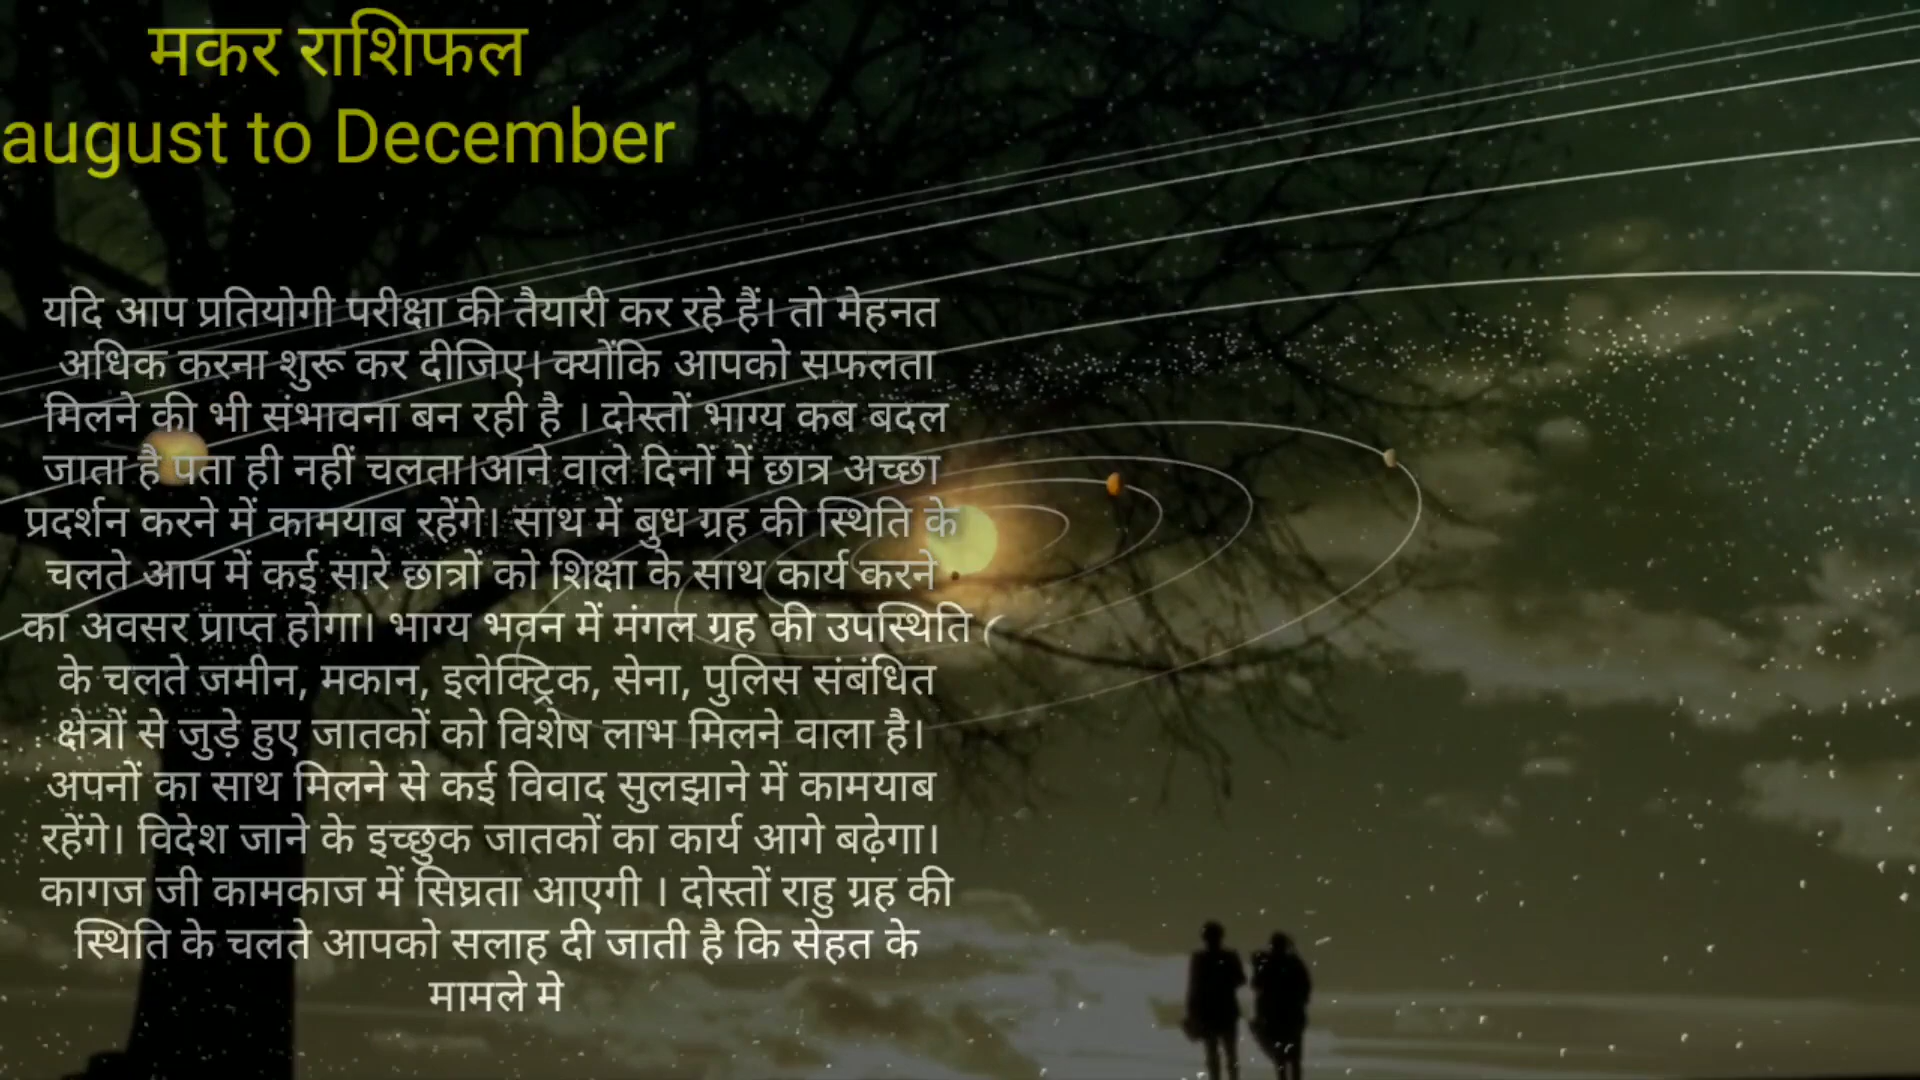 मकर राशिफल
august to December
यदि आप प्रतियोगी परीक्षा की तैयारी कर रहे हैं। तो मेहनत
अधिक करना शुरू कर दीजिए। क्योंकि आपको सफलता
मिलने की भी संभावना बन रही है । दोस्तों भाग्य कब बदल
जाता है पता ही नहीं चलता।आने वाले दिनों में छात्र अच्छा
प्रदर्शन करने में कामयाब रहेंगे। साथ में बुध ग्रह की स्थिति के
चलते आप में कई सारे छात्रों को शिक्षा के साथ कार्य करने
का अवसर प्राप्त होगा। भाग्य भवन में मंगल ग्रह की उपस्थिति (
के चलते जमीन, मकान, इलेक्ट्रिक, सेना, पुलिस संबंधित
क्षेत्रों से जुड़े हुए जातकों को विशेष लाभ मिलने वाला है।
अपनों का साथ मिलने से कई विवाद सुलझाने में कामयाब
रहेंगे। विदेश जाने के इच्छुक जातकों का कार्य आगे बढ़ेगा।
कागज जी कामकाज में सिघ्रता आएगी । दोस्तों राहु ग्रह की
स्थिति के चलते आपको सलाह दी जाती है कि सेहत के
मामले मे